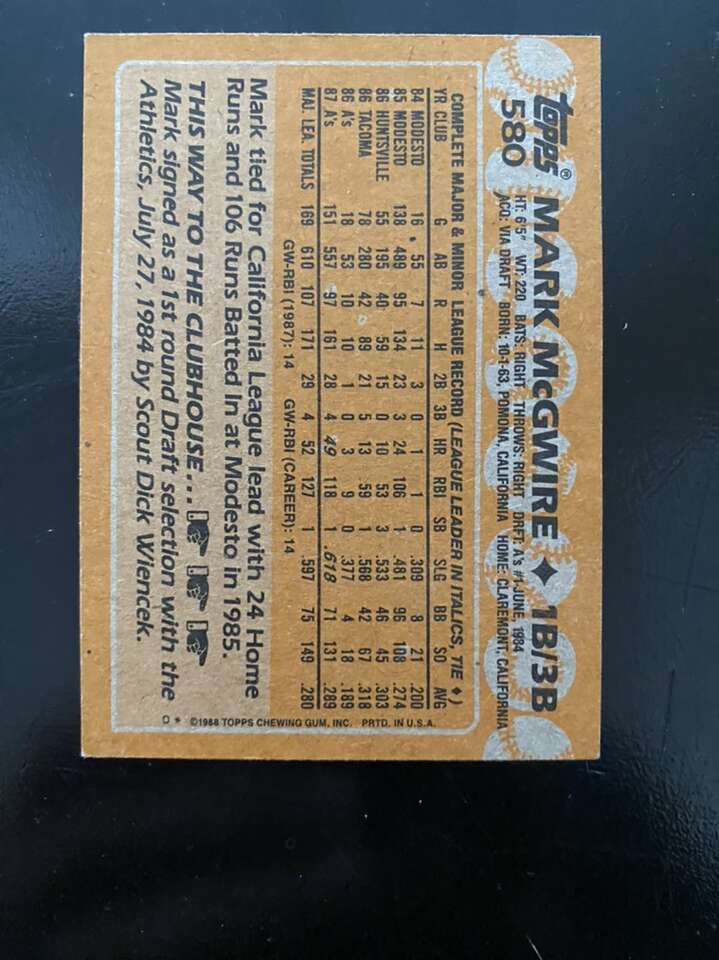 Topps® MARK McGWIRE ♦ 1B/3B
580 HT: 6'5" WT: 220 BATS: RIGHT THROWS: RIGHT DRFT: A's #1-JUNE, 1984
ACQ: VIA DRAFT BORN: 10-1-63, POMONA, CALIFORNIA HOME: CLAREMONT, CALIFORNIA
COMPLETE MAJOR & MINOR LEAGUE RECORD (LEAGUE LEADER IN ITALICS, TIE ♦)
YR CLUB G AB R H 2B 3B HR RBI SB SLG BB SO AVG
84 MODESTO 16 55 7 11 3 0 1 1 0 .309 8 21 .200
85 MODESTO 138 489 95 134 23 3 24 106 1 .481 96 108 .274
86 HUNTSVILLE 55 195 40 59 15 0 10 53 3 .533 46 45 .303
86 TACOMA 78 280 42 89 21 5 13 59 1 .568 42 67 .318
86 A's 18 53 10 10 1 0 3 9 0 .377 4 18 .189
87 A's 151 557 97 161 28 4 49 118 1 .618 71 131 .289
MAJ. LEA. TOTALS 169 610 107 171 29 4 52 127 1 .597 75 149 .280
GW-RBI (1987): 14 GW-RBI (CAREER): 14
Mark tied for California League lead with 24 Home
Runs and 106 Runs Batted In at Modesto in 1985.
THIS WAY TO THE CLUBHOUSE...
Mark signed as a 1st round Draft selection with the
Athletics, July 27, 1984 by Scout Dick Wiencek.
D * ©1988 TOPPS CHEWING GUM, INC. PRTD. IN U.S.A.